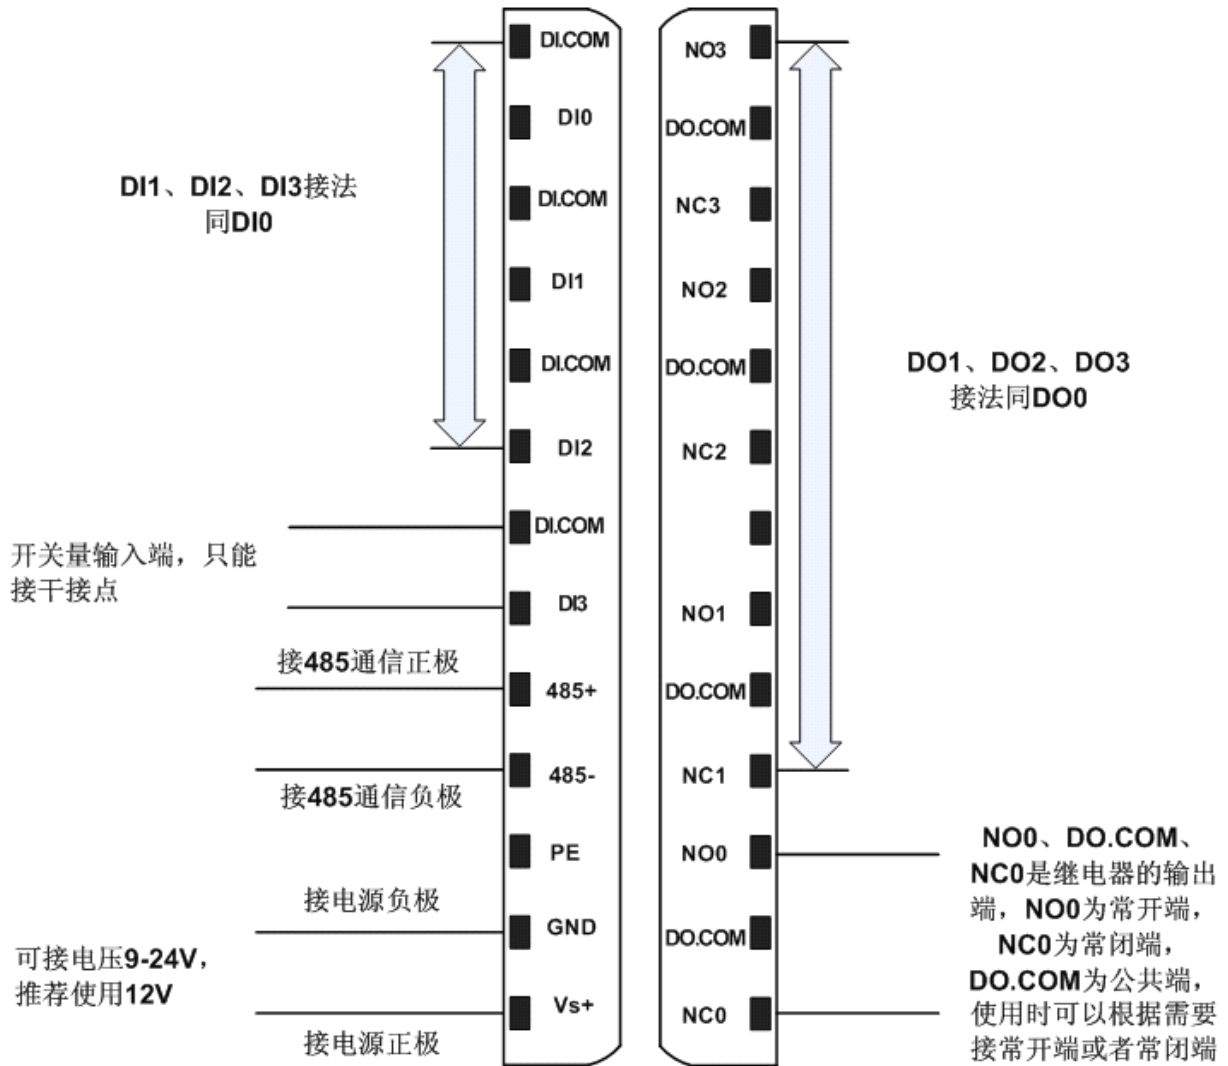 DI1、DI2、DI3接法
同DI0
开关量输入端，只能
接干接点
接485通信正极
接485通信负极
接电源负极
可接电压9-24V，
推荐使用12V
接电源正极
DI.COM
DI0
DI.COM
DI1
DI.COM
DI2
DI.COM
DI3
485+
485-
PE
GND
Vs+
NO3
DO.COM
NC3
NO2
DO.COM
NC2
NO1
DO.COM
NC1
NO0
DO.COM
NC0
DO1、DO2、DO3
接法同DO0
NO0、DO.COM、
NC0是继电器的输出
端，NO0为常开端，
NC0为常闭端，
DO.COM为公共端，
使用时可以根据需要
接常开端或者常闭端